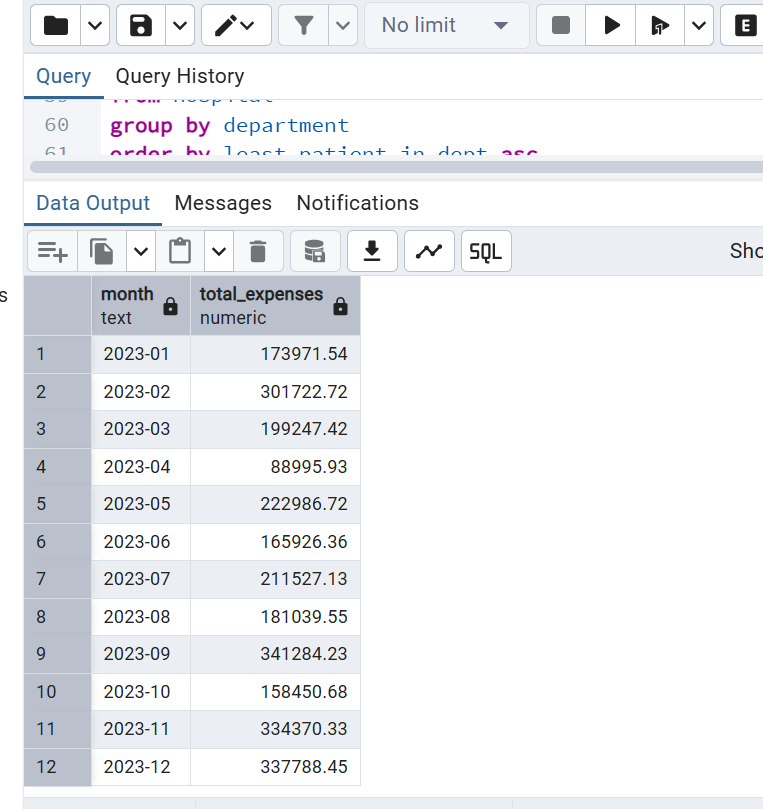 No limit
E
Query Query History
59 from hospital
60 group by department
61 order by least_patient_in_dept asc
Data Output Messages Notifications
SQL Sho
s
month total_expenses
text numeric
1 2023-01 173971.54
2 2023-02 301722.72
3 2023-03 199247.42
4 2023-04 88995.93
5 2023-05 222986.72
6 2023-06 165926.36
7 2023-07 211527.13
8 2023-08 181039.55
9 2023-09 341284.23
10 2023-10 158450.68
11 2023-11 334370.33
12 2023-12 337788.45